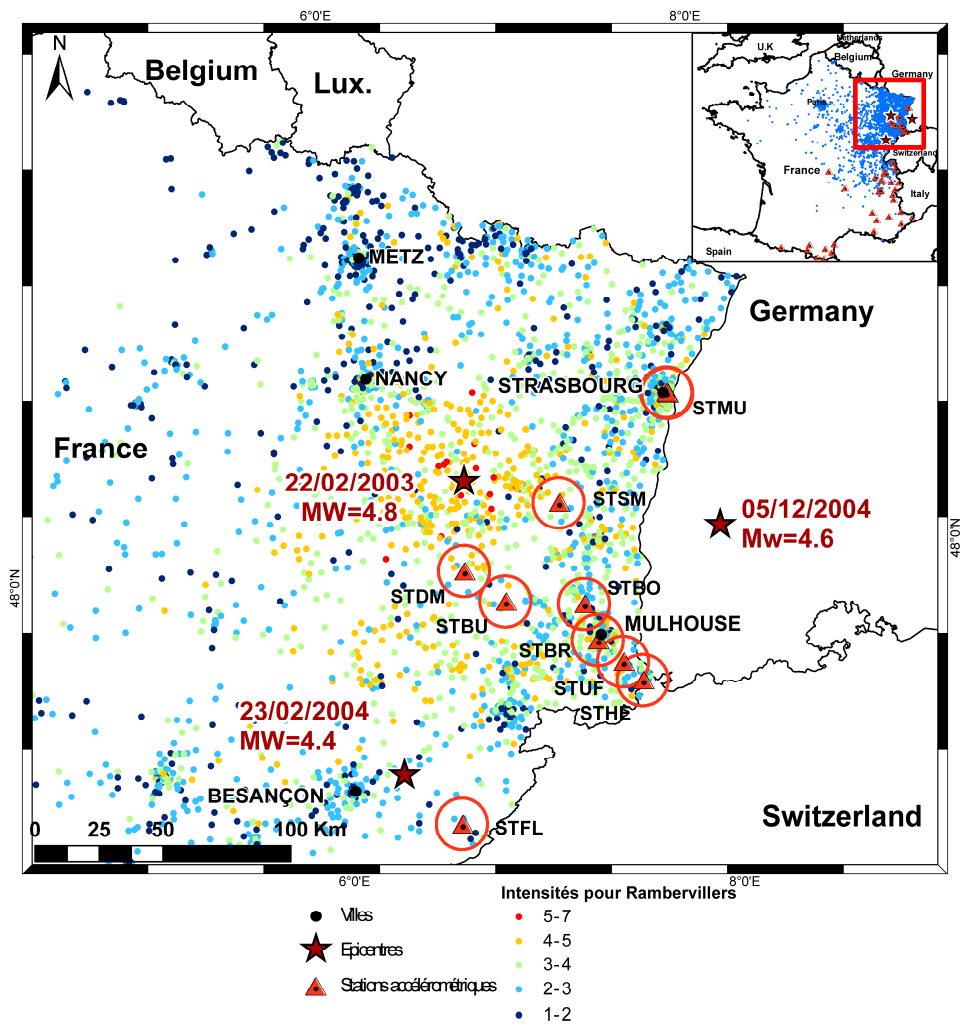 6°0'E
8°0'E
N
Belgium
Lux.
U.K
Netherlands
Belgium
Germany
Paris
Switzerland
France
Italy
Spain
METZ
Germany
NANCY
STRASBOURG
STMU
France
22/02/2003
MW=4.8
STSM
05/12/2004
Mw=4.6
48°0'N
48°0'N
STDM
STBO
STBU
MULHOUSE
STBR
STUF
STHE
23/02/2004
MW=4.4
BESANÇON
STFL
Switzerland
0 25 50 100 Km
6°0'E
8°0'E
Intensités pour Rambervillers
Villes
Epicentres
Stations accélérométriques
5-7
4-5
3-4
2-3
1-2